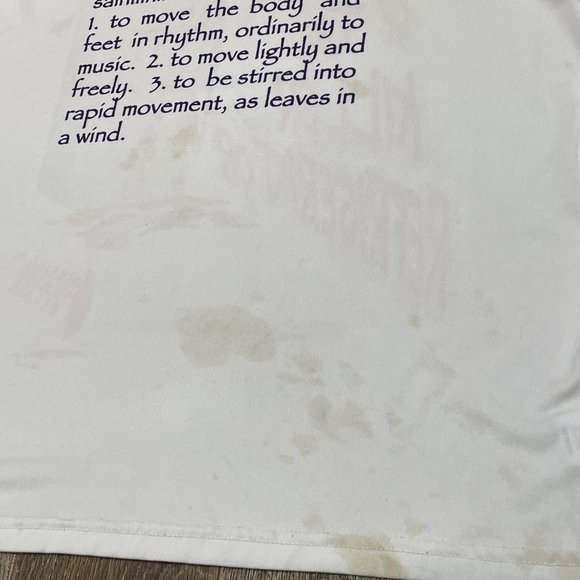 1. to move the body and
feet in rhythm, ordinarily to
music. 2. to move lightly and
freely. 3. to be stirred into
rapid movement, as leaves in
a wind.